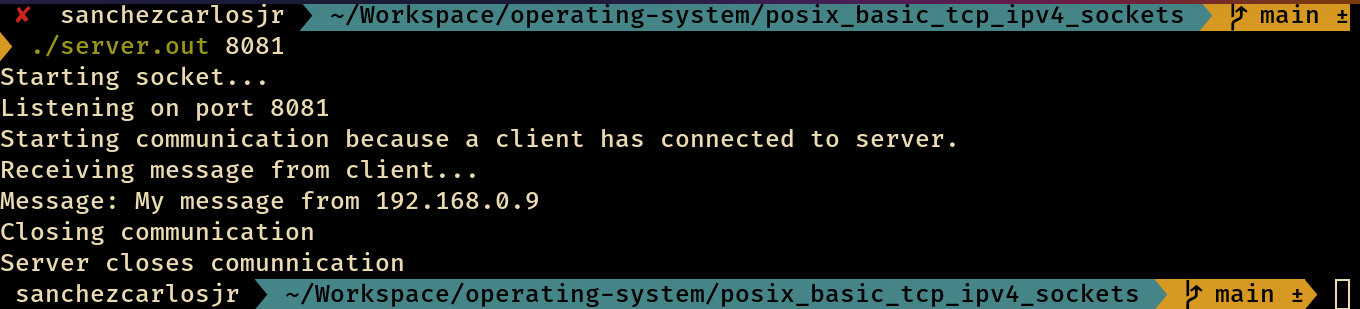 ✘ sanchezcarlosjr ~/Workspace/operating-system/posix_basic_tcp_ipv4_sockets main ±
./server.out 8081
Starting socket...
Listening on port 8081
Starting communication because a client has connected to server.
Receiving message from client...
Message: My message from 192.168.0.9
Closing communication
Server closes comunnication
sanchezcarlosjr ~/Workspace/operating-system/posix_basic_tcp_ipv4_sockets main ±